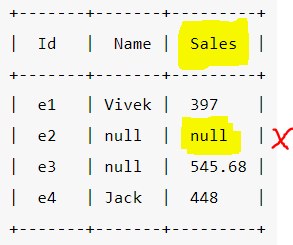 +-------+-------+--------+
| Id | Name | Sales |
+-------+-------+--------+
| e1 | Vivek | 397 |
| e2 | null | null | X
| e3 | null | 545.68 |
| e4 | Jack | 448 |
+-------+-------+--------+